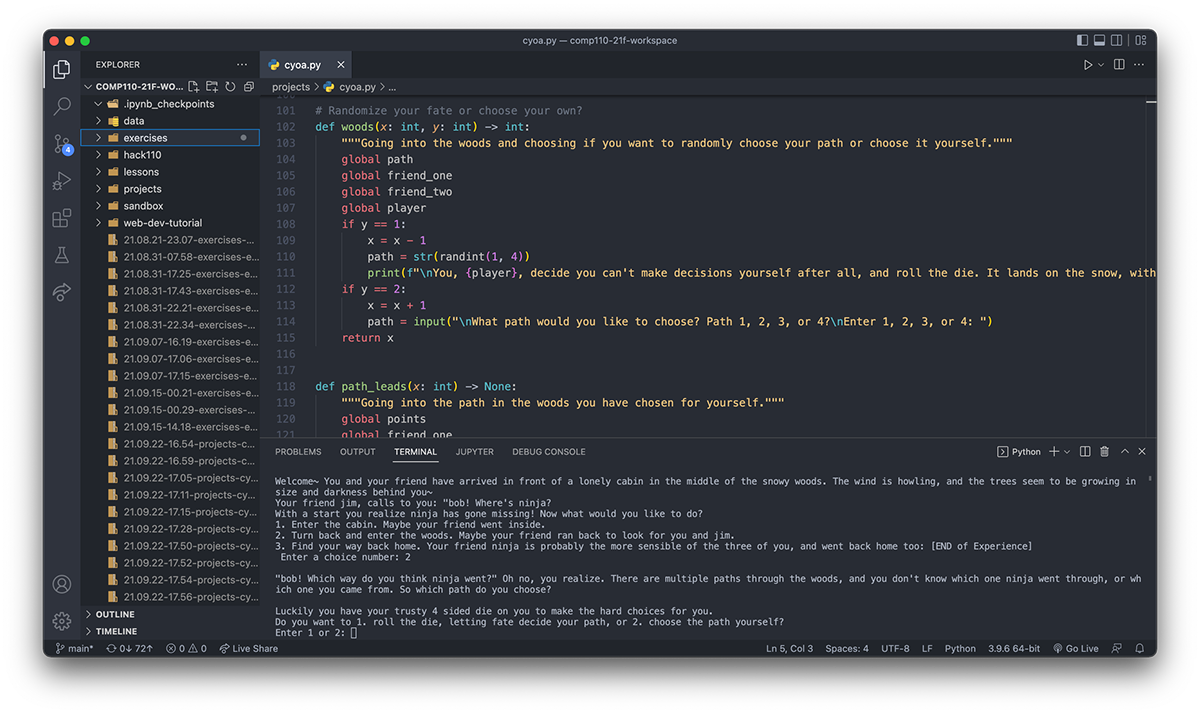 cyoa.py — comp110-21f-workspace
EXPLORER
COMP110-21F-WO...
.ipynb_checkpoints
data
exercises
hack110
lessons
projects
sandbox
web-dev-tutorial
21.08.21-23.07-exercises-...
21.08.31-07.58-exercises-e...
21.08.31-17.25-exercises-e...
21.08.31-17.43-exercises-e...
21.08.31-22.21-exercises-e...
21.08.31-22.34-exercises-...
21.09.07-16.19-exercises-e...
21.09.07-17.06-exercises-e...
21.09.07-17.15-exercises-e...
21.09.15-00.21-exercises-e...
21.09.15-00.29-exercises-...
21.09.15-14.18-exercises-e...
21.09.22-16.54-projects-c...
21.09.22-16.59-projects-c...
21.09.22-17.05-projects-cy...
21.09.22-17.11-projects-cy...
21.09.22-17.15-projects-cy...
21.09.22-17.28-projects-cy...
21.09.22-17.50-projects-cy...
21.09.22-17.52-projects-cy...
21.09.22-17.54-projects-cy...
21.09.22-17.56-projects-cy...
OUTLINE
TIMELINE
4
cyoa.py
projects > cyoa.py > ...
101 # Randomize your fate or choose your own?
102 def woods(x: int, y: int) -> int:
103     """Going into the woods and choosing if you want to randomly choose your path or choose it yourself."""
104     global path
105     global friend_one
106     global friend_two
107     global player
108     if y == 1:
109         x = x - 1
110         path = str(randint(1, 4))
111         print(f"\nYou, {player}, decide you can't make decisions yourself after all, and roll the die. It lands on the snow, with
112     if y == 2:
113         x = x + 1
114         path = input("\nWhat path would you like to choose? Path 1, 2, 3, or 4?\nEnter 1, 2, 3, or 4: ")
115     return x
116
117
118 def path_leads(x: int) -> None:
119     """Going into the path in the woods you have chosen for yourself."""
120     global points
121     global friend_one
PROBLEMS OUTPUT TERMINAL JUPYTER DEBUG CONSOLE Python
Welcome~ You and your friend have arrived in front of a lonely cabin in the middle of the snowy woods. The wind is howling, and the trees seem to be growing in
size and darkness behind you~
Your friend jim, calls to you: "bob! Where's ninja?
With a start you realize ninja has gone missing! Now what would you like to do?
1. Enter the cabin. Maybe your friend went inside.
2. Turn back and enter the woods. Maybe your friend ran back to look for you and jim.
3. Find your way back home. Your friend ninja is probably the more sensible of the three of you, and went back home too: [END of Experience]
Enter a choice number: 2
"bob! Which way do you think ninja went?" Oh no, you realize. There are multiple paths through the woods, and you don't know which one ninja went through, or wh
ich one you came from. So which path do you choose?
Luckily you have your trusty 4 sided die on you to make the hard choices for you.
Do you want to 1. roll the die, letting fate decide your path, or 2. choose the path yourself?
Enter 1 or 2:
main* 0↓ 72↑ 0 0 Live Share Ln 5, Col 3 Spaces: 4 UTF-8 LF Python 3.9.6 64-bit Go Live